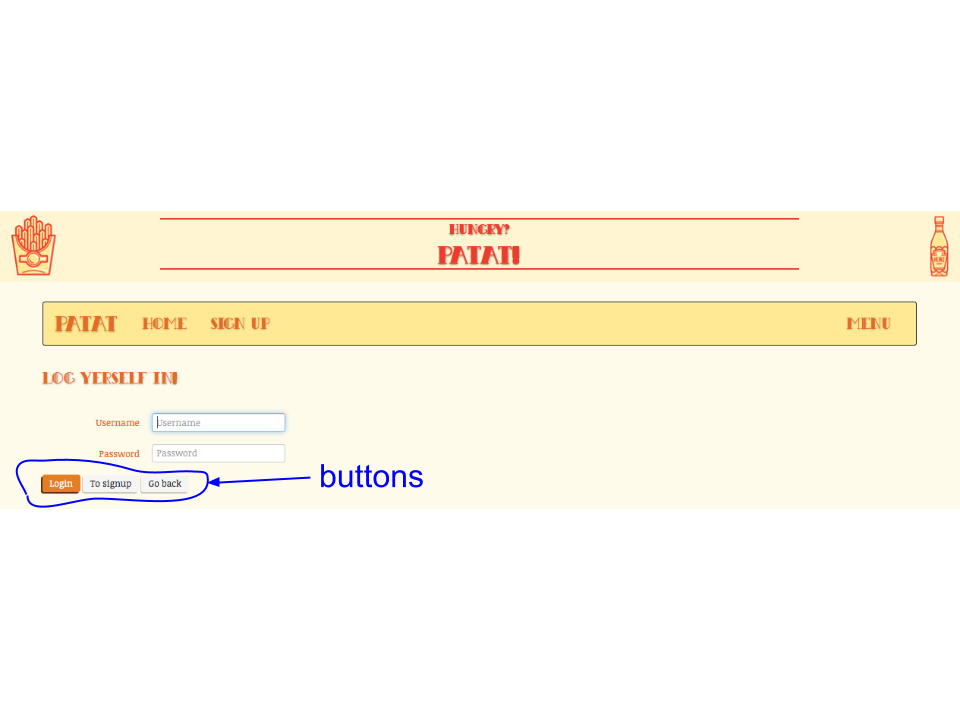 HUNGRY?
PATAT!
HEINZ
PATAT HOME SIGN UP MENU
LOG YERSELF IN!
Username Username
Password Password
Login To signup Go back
buttons